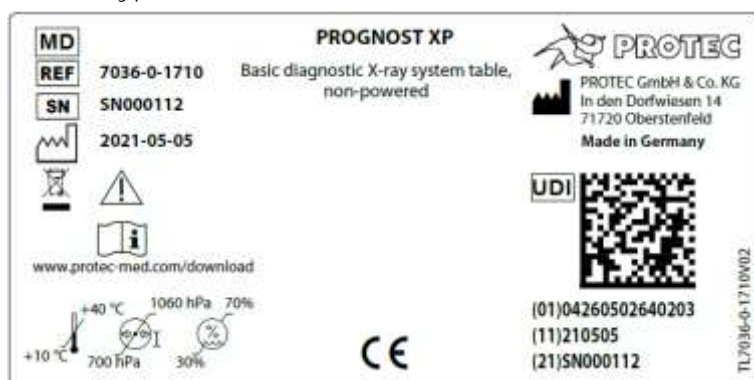 MD
REF 7036-0-1710
SN SN000112
2021-05-05
www.protec-med.com/download
+40 °C
+10 °C
1060 hPa
700 hPa
70%
30%
PROGNOST XP
Basic diagnostic X-ray system table,
non-powered
CE
PROTEC
PROTEC GmbH & Co. KG
In den Dorfwiesen 14
71720 Oberstenfeld
Made in Germany
UDI
(01)04260502640203
(11)210505
(21)SN000112
TL7036-0-1710V02